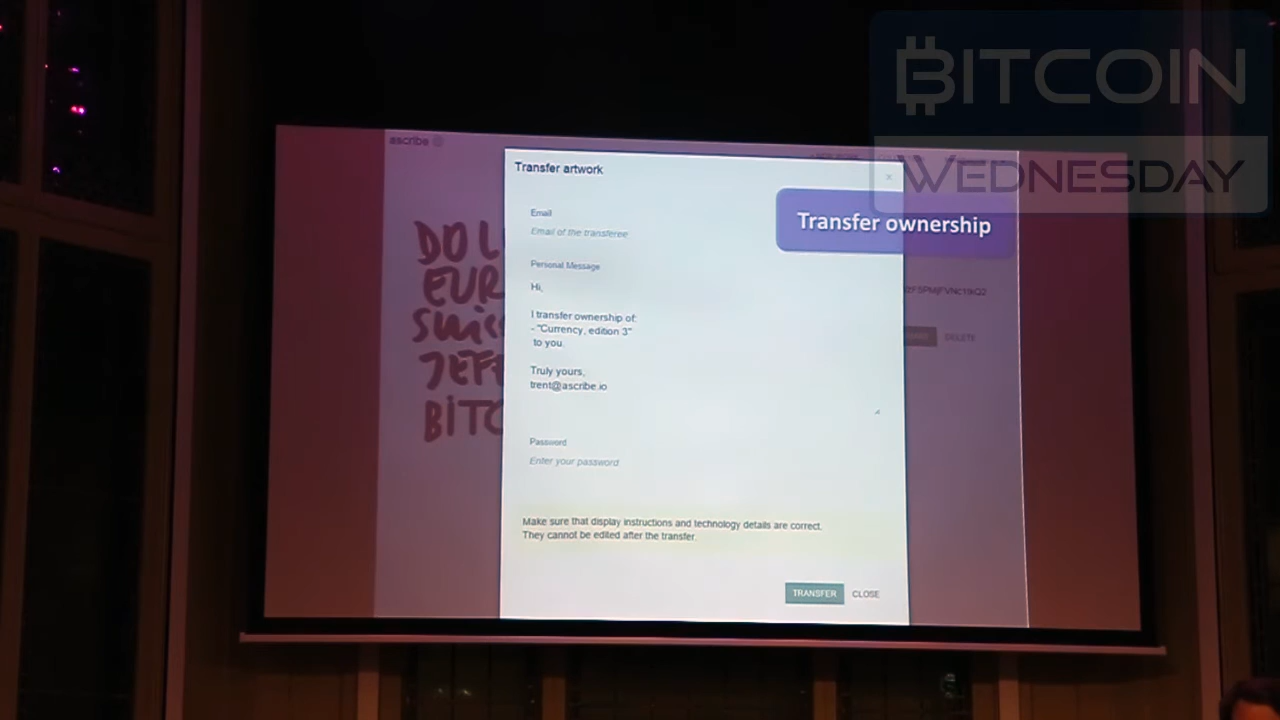 BITCOIN
WEDNESDAY
ascribe
Transfer artwork
×
Transfer ownership
Email
Email of the transferee
Personal Message
Hi,
I transfer ownership of:
- "Currency, edition 3"
to you.
Truly yours,
trent@ascribe.io
Password
Enter your password
Make sure that display instructions and technology details are correct.
They cannot be edited after the transfer.
TRANSFER
CLOSE
DELETE
DOL
EUR
SWiS
JEFF
BiTC